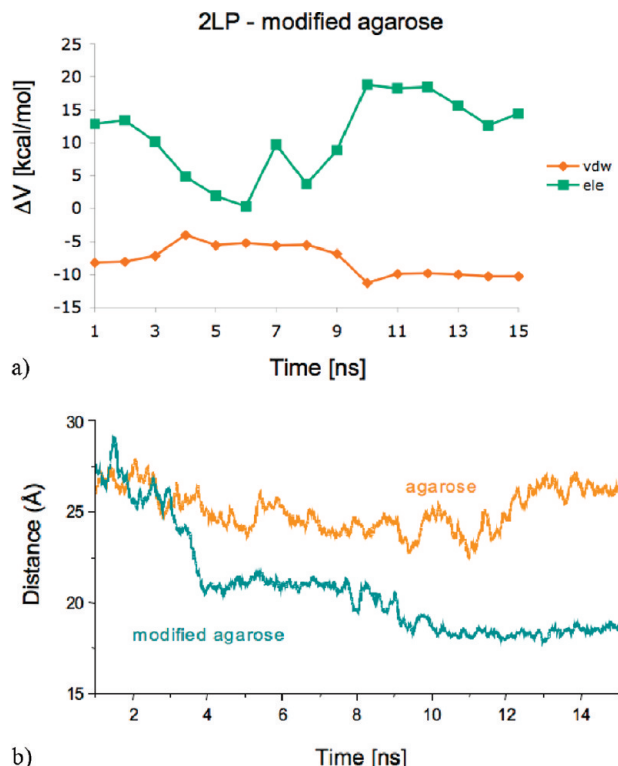 2LP - modified agarose
25
20
15
10
5
0
-5
-10
-15
ΔV [kcal/mol]
vdw
ele
1 3 5 7 9 11 13 15
Time [ns]
a)
30
25
20
15
Distance (Å)
agarose
modified agarose
2 4 6 8 10 12 14
Time [ns]
b)